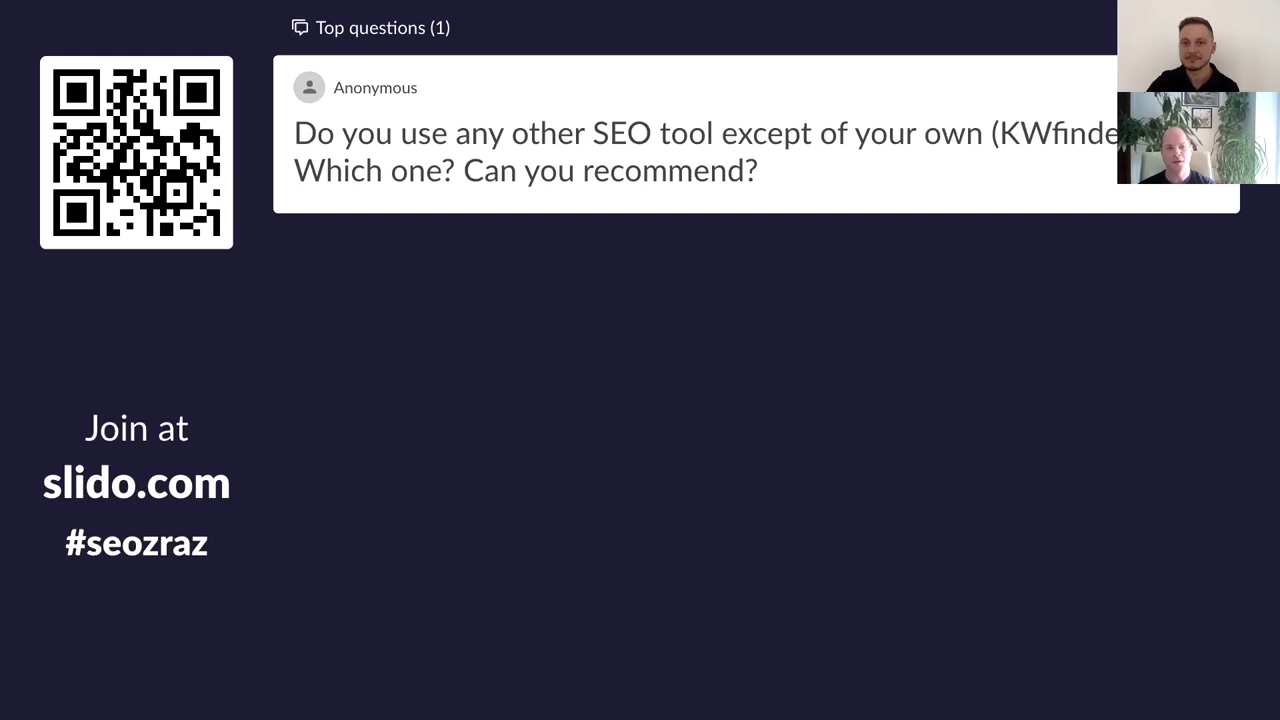 Top questions (1)
Anonymous
Do you use any other SEO tool except of your own (KWfinde
Which one? Can you recommend?
Join at
slido.com
#seozraz